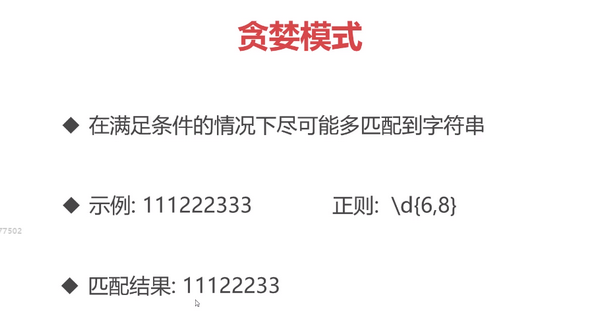 贪婪模式
◆ 在满足条件的情况下尽可能多匹配到字符串
◆ 示例: 111222333 正则: \d{6,8}
77502
◆ 匹配结果: 11122233